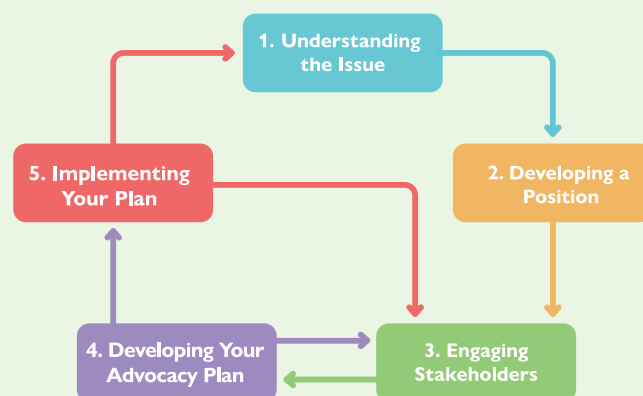 1. Understanding
the Issue
2. Developing a
Position
3. Engaging
Stakeholders
4. Developing Your
Advocacy Plan
5. Implementing
Your Plan